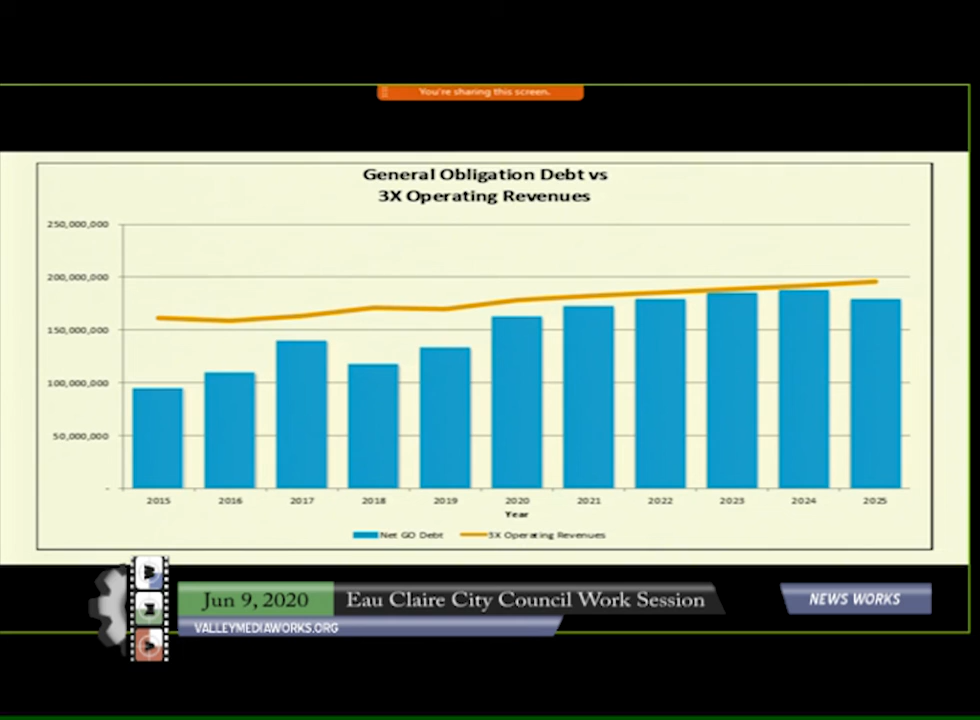 You're sharing this screen.
General Obligation Debt vs
3X Operating Revenues
250,000,000
200,000,000
150,000,000
100,000,000
50,000,000
-
2015 2016 2017 2018 2019 2020 2021 2022 2023 2024 2025
Year
Net GO Debt 3X Operating Revenues
Jun 9, 2020 Eau Claire City Council Work Session NEWS WORKS
VALLEYMEDIAWORKS.ORG